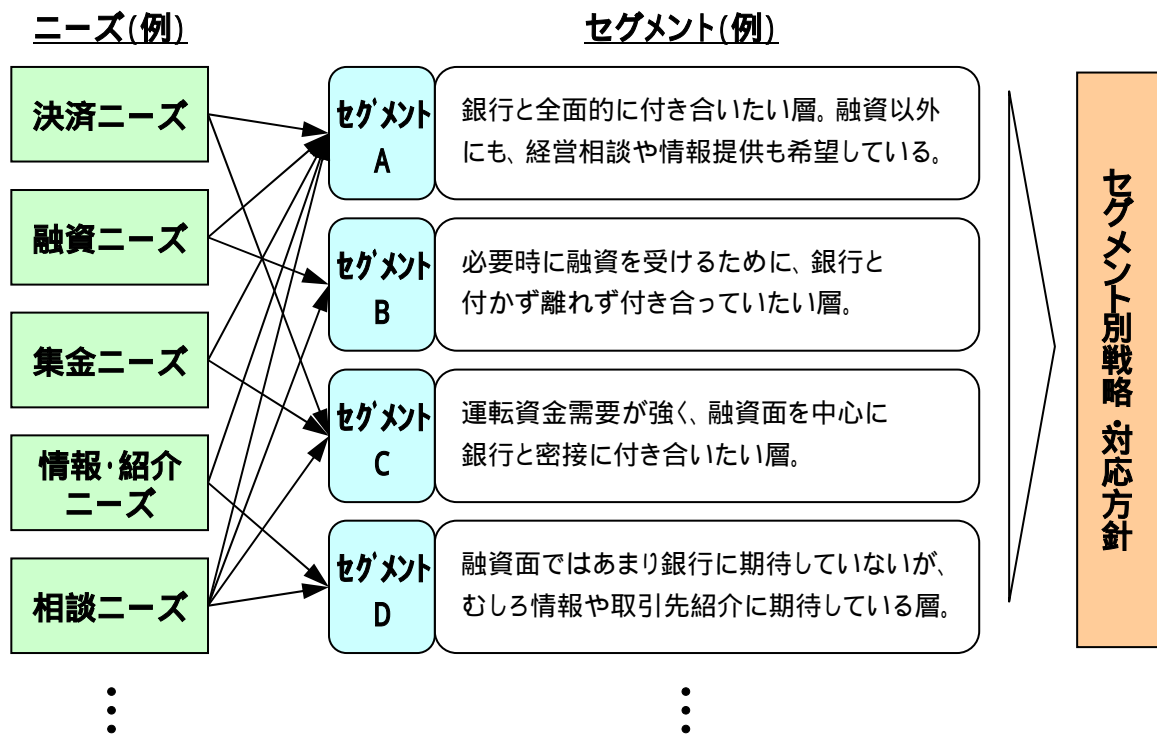 ニーズ(例)
セグメント(例)
決済ニーズ
融資ニーズ
集金ニーズ
情報・紹介
ニーズ
相談ニーズ
セグメント
A
銀行と全面的に付き合いたい層。融資以外
にも、経営相談や情報提供も希望している。
セグメント
B
必要時に融資を受けるために、銀行と
付かず離れず付き合っていたい層。
セグメント
C
運転資金需要が強く、融資面を中心に
銀行と密接に付き合いたい層。
セグメント
D
融資面ではあまり銀行に期待していないが、
むしろ情報や取引先紹介に期待している層。
セグメント別戦略・対応方針